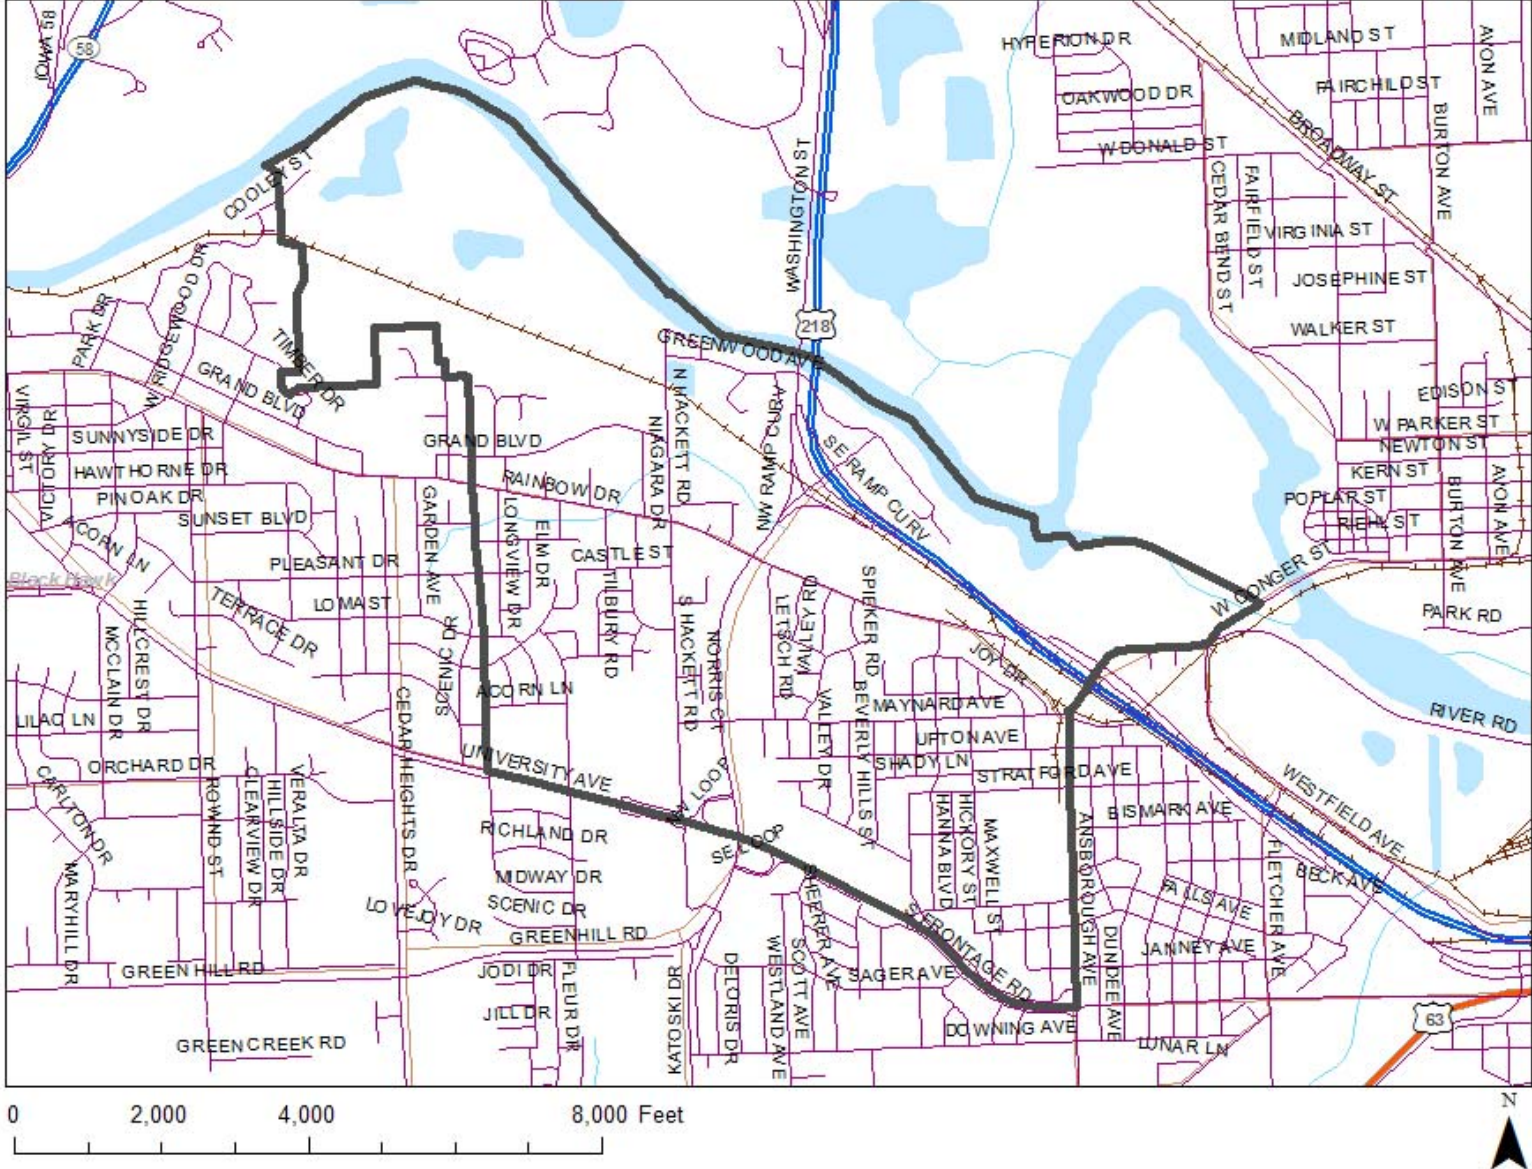 IOWA 58
58
HYPERION DR
MIDLAND ST
AVON AVE
FAIRCHILD ST
OAKWOOD DR
BURTON AVE
BROADWAY ST
W DONALD ST
WASHINGTON ST
COOLEY ST
CEDAR BEND ST
FAIRFIELD ST
VIRGINIA ST
JOSEPHINE ST
W RIDGEWOOD DR
PARK DR
218
WALKER ST
GREENWOOD AVE
TIMBER DR
GRAND BLVD
EDISON ST
N HACKETT RD
NW RAMP CURV
VIRGIL ST
VICTORY DR
SUNNYSIDE DR
GRAND BLVD
NIAGARA DR
SE RAMP CURV
W PARKER ST
NEWTON ST
HAWTHORNE DR
KERN ST
PINOAK DR
RAINBOW DR
POPLAR ST
BURTON AVE
AVON AVE
SUNSET BLVD
GARDEN AVE
LONGVIEW DR
ELM DR
RIEHL ST
ACORN LN
PLEASANT DR
CASTLE ST
Black Hawk
W CONGER ST
TERRACE DR
LOMA ST
TILBURY RD
LETSCH RD
WILEY RD
SPIEKER RD
PARK RD
HILLCREST DR
MCCLAIN DR
SCENIC DR
S HACKETT RD
NORRIS CT
JOY DR
ACORN LN
CEDAR HEIGHTS DR
VALLEY DR
BEVERLY HILLS ST
MAYNARD AVE
LILAC LN
RIVER RD
UPTON AVE
ORCHARD DR
UNIVERSITY AVE
SHADY LN
STRATFORD AVE
CARLTON DR
ROWND ST
CLEARVIEW DR
HILLSIDE DR
VERALTA DR
NW LOOP
WESTFIELD AVE
HANNA BLVD
HICKORY ST
MAXWELL ST
BISMARK AVE
RICHLAND DR
SE LOOP
ANSBOROUGH AVE
FLETCHER AVE
BECK AVE
MARYHILL DR
MIDWAY DR
SHEERER AVE
FALLS AVE
LOVEJOY DR
SCENIC DR
S FRONTAGE RD
GREENHILL RD
JANNEY AVE
GREEN HILL RD
JODI DR
FLEUR DR
KATOSKI DR
DELORIS DR
WESTLAND AVE
SCOTT AVE
SAGER AVE
DUNDEE AVE
JILL DR
63
DOWNING AVE
GREEN CREEK RD
LUNAR LN
0 2,000 4,000 8,000 Feet
N